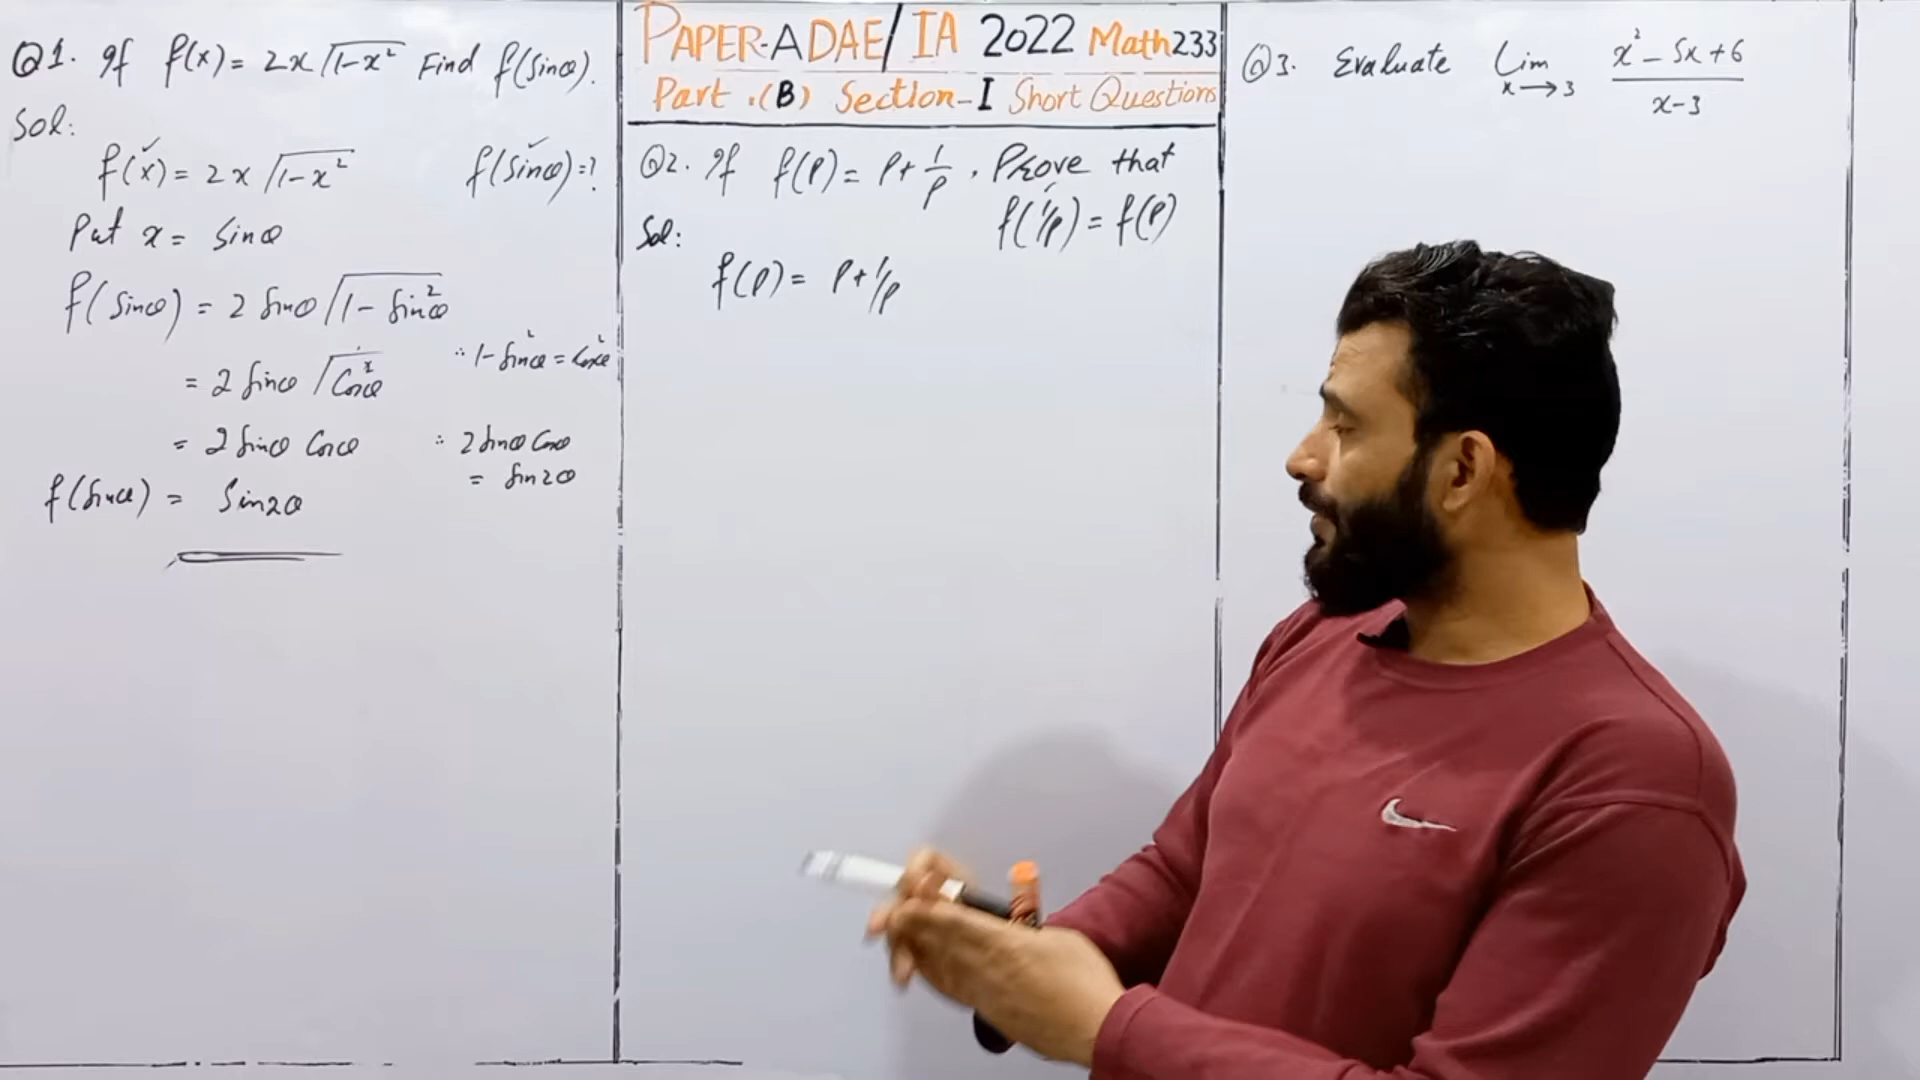 Q1. If f(x) = 2x √1-x² Find f(Sinθ).
Sol:
f(x) = 2x √1-x² f(Sinθ) = ?
Put x = Sinθ
f(Sinθ) = 2 Sinθ √1 - Sin²θ
= 2 Sinθ √Cos²θ ∴ 1 - Sin²θ = Cos²θ
= 2 Sinθ Cosθ ∴ 2 Sinθ Cosθ
= Sin2θ
f(Sinθ) = Sin2θ
PAPER-A DAE/IA 2022 Math233
Part .(B) Section-I Short Questions
Q2. If f(P) = P + 1/P , Prove that
f(1/P) = f(P)
Sol:
f(P) = P + 1/P
Q3. Evaluate Lim x→3 x² - 5x + 6 / x - 3